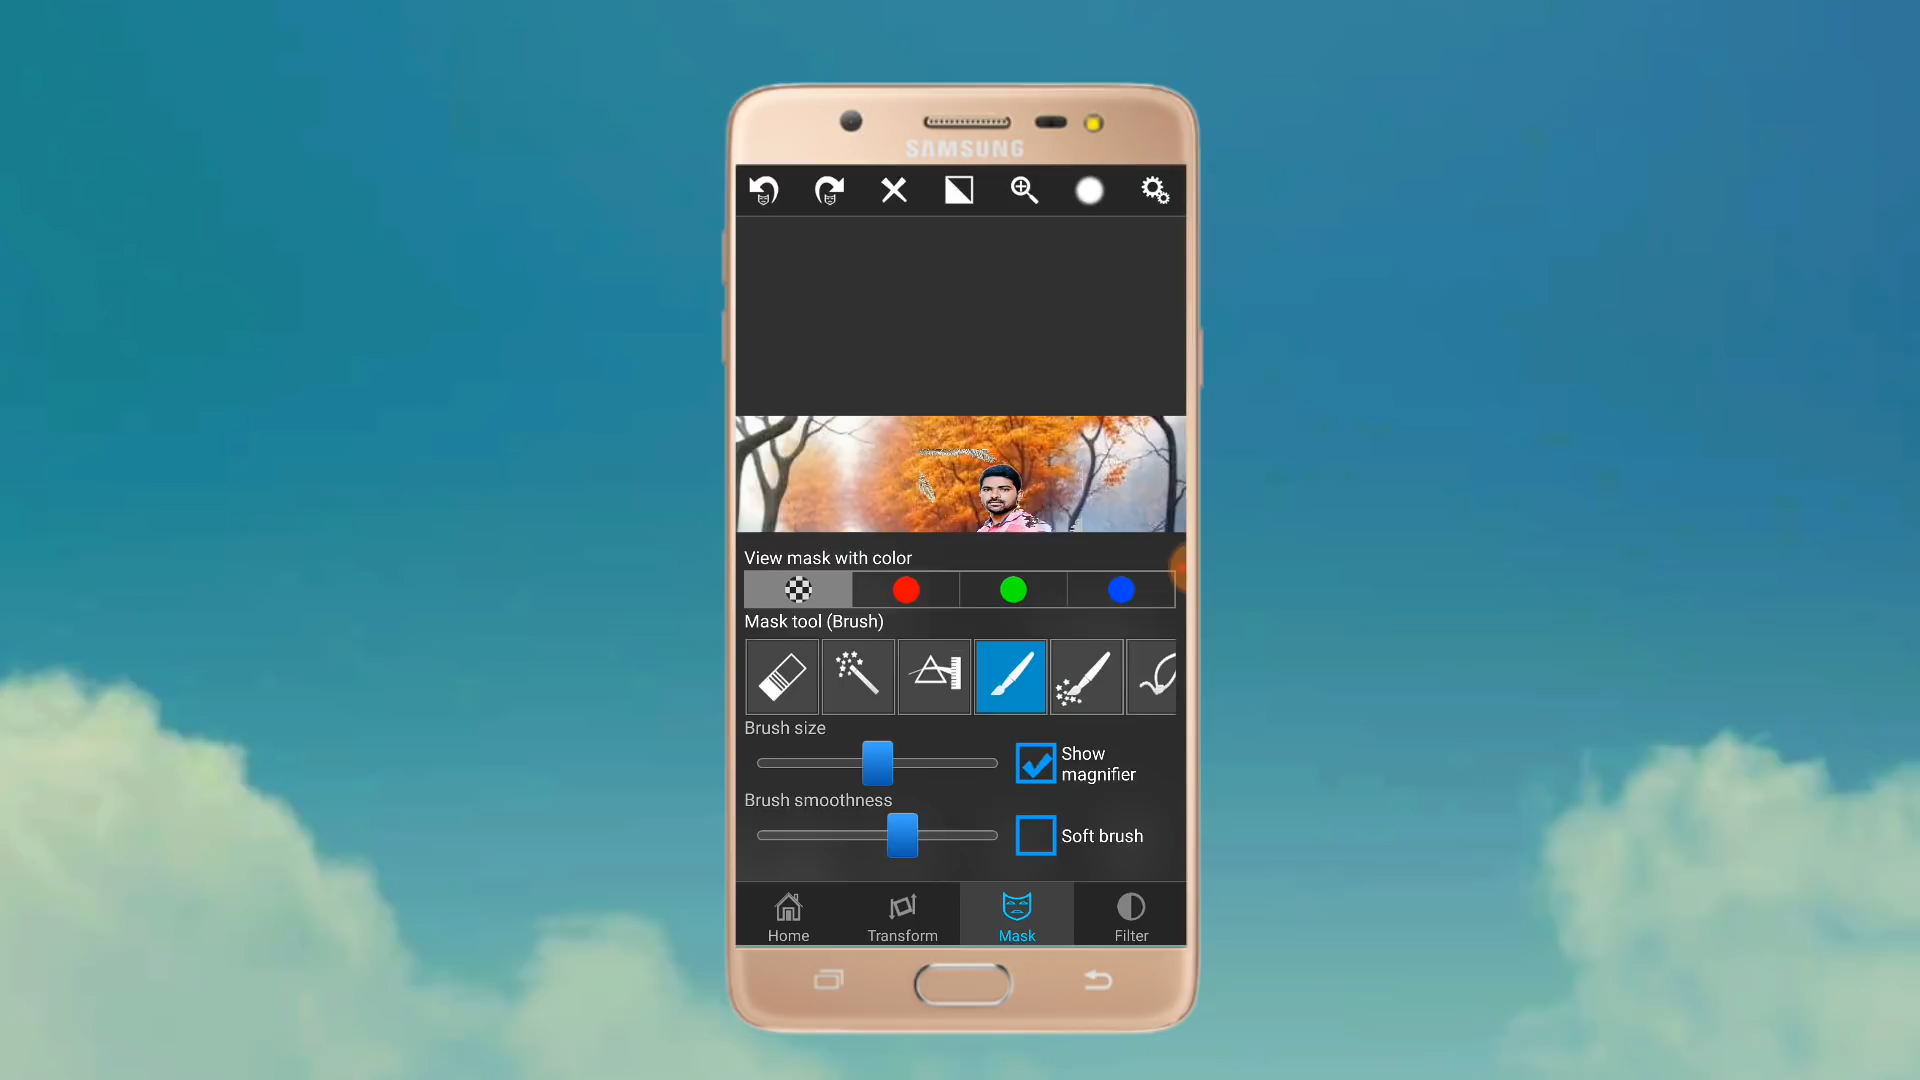 SAMSUNG
View mask with color
Mask tool (Brush)
Brush size
Show
magnifier
Brush smoothness
Soft brush
Home
Transform
Mask
Filter